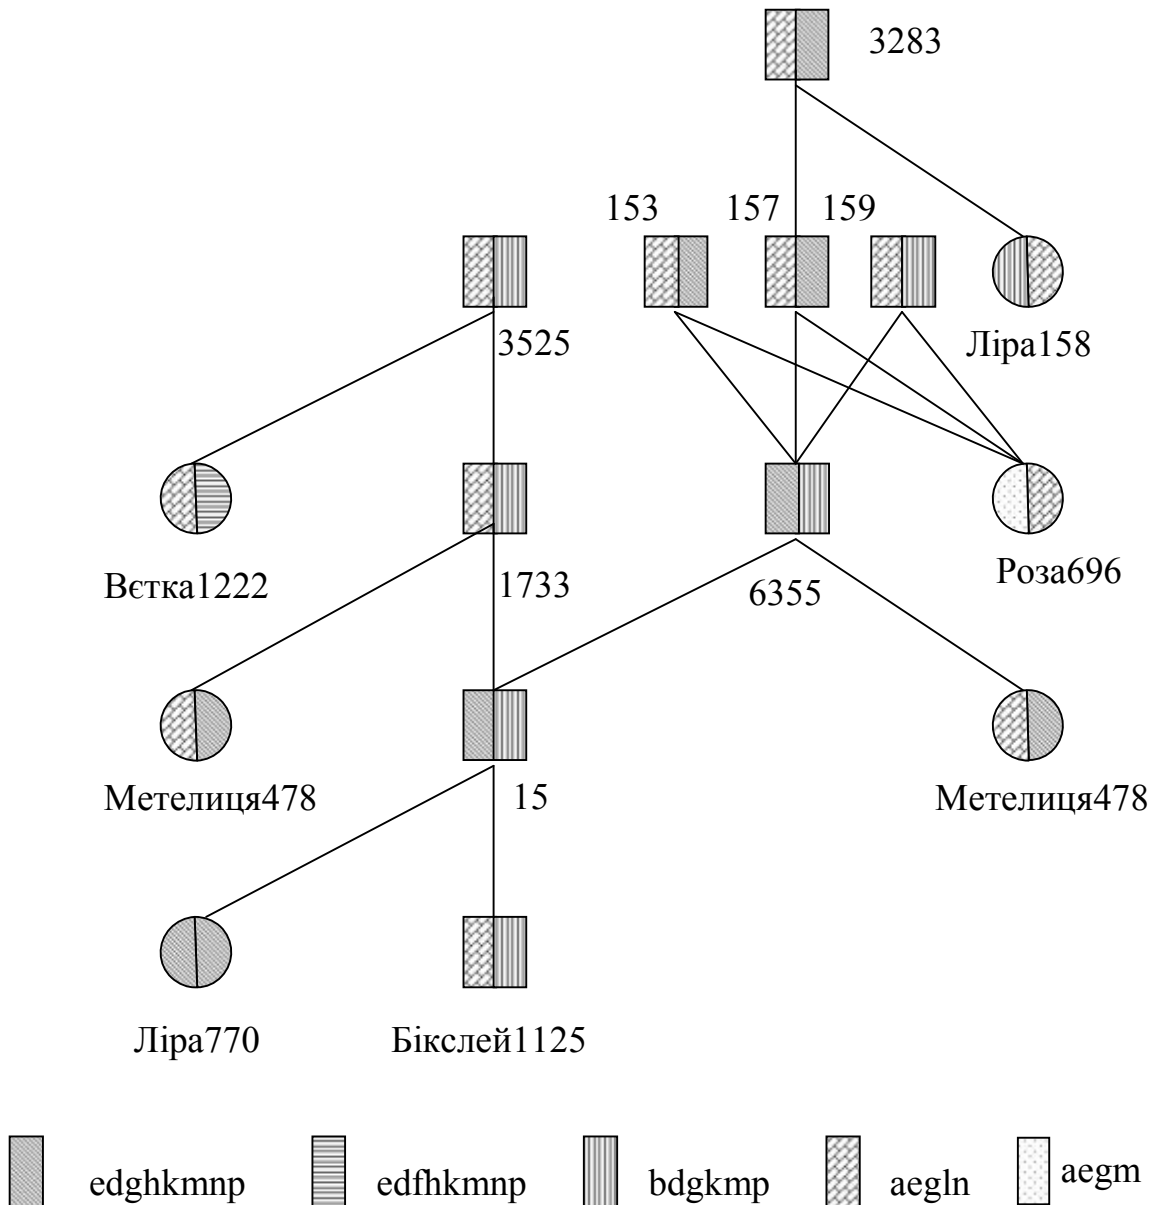 3283
153 157 159
3525
Ліра158
Вєтка1222
1733
6355
Роза696
Метелиця478
15
Метелиця478
Ліра770
Бікслей1125
edghkmnp edfhkmnp bdgkmp aegln aegm